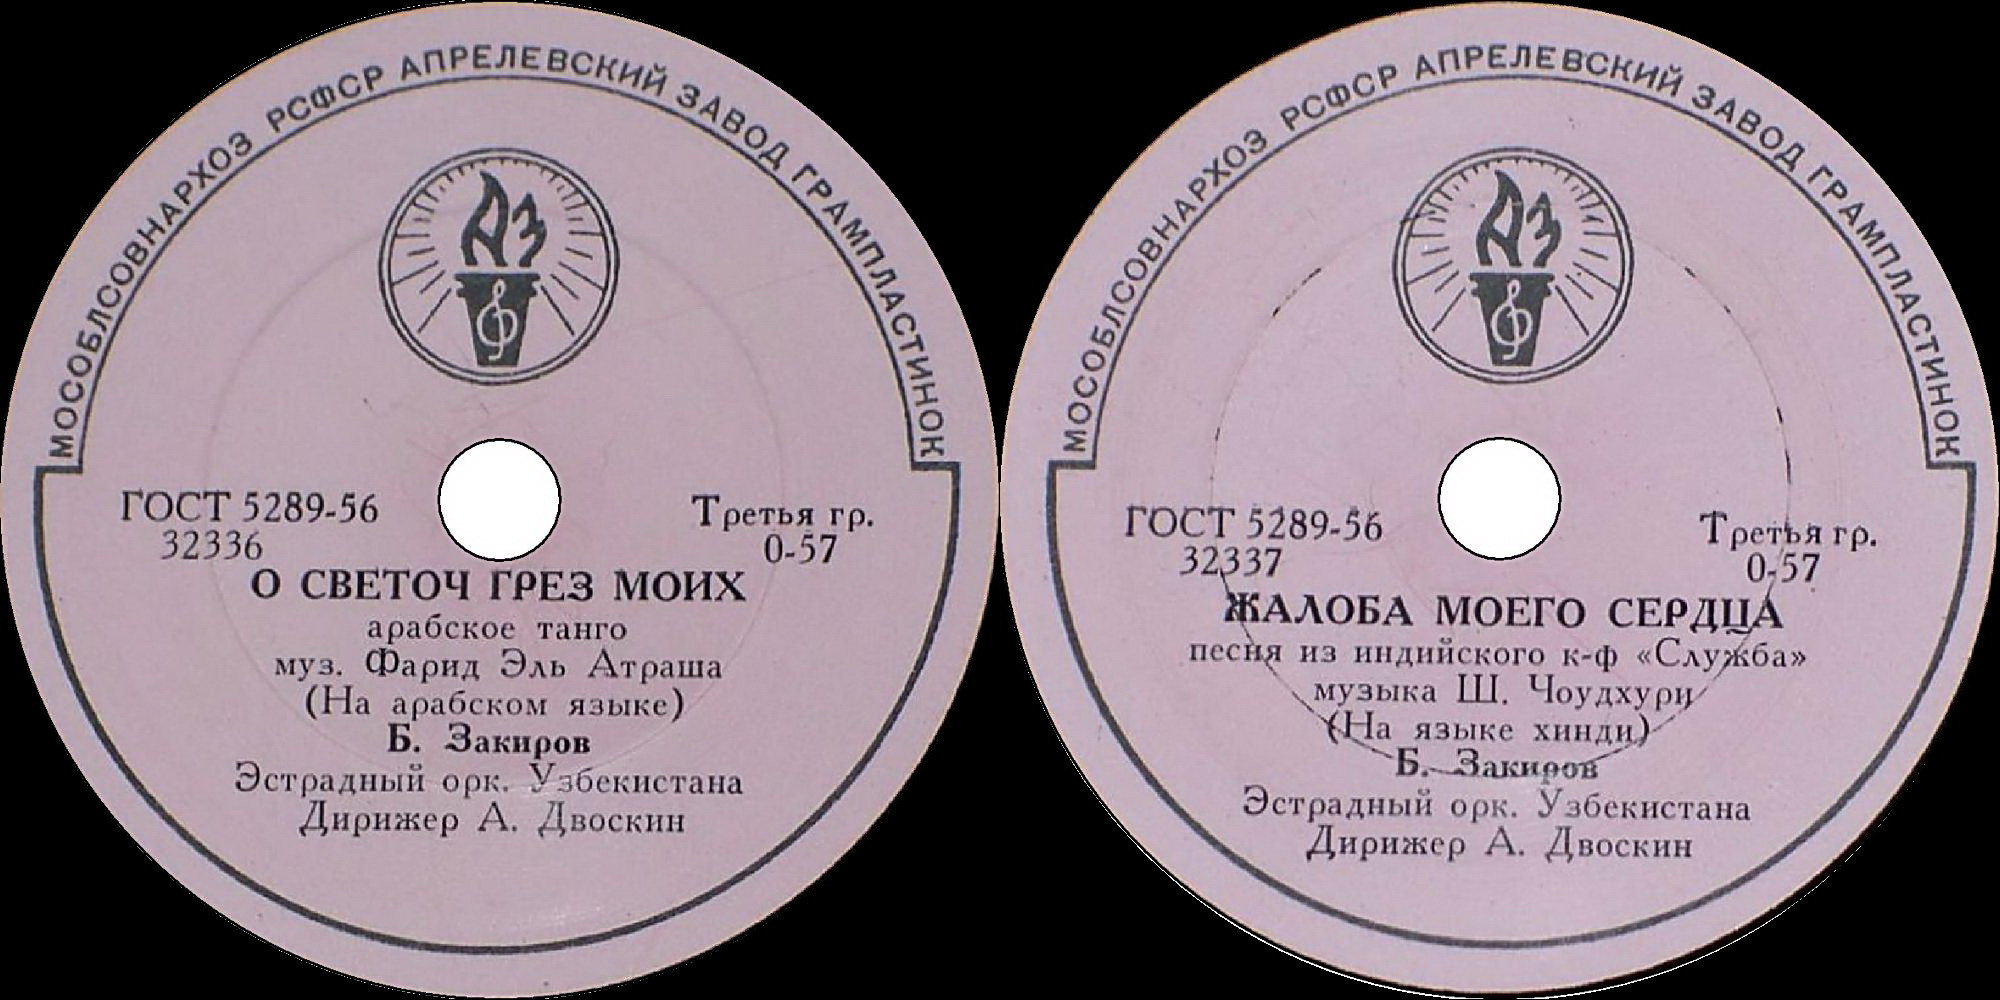 МОСОБЛСОВНАРХОЗ РСФСР АПРЕЛЕВСКИЙ ЗАВОД ГРАМПЛАСТИНОК
АЗ
ГОСТ 5289-56
32336
Третья гр.
0-57
О СВЕТОЧ ГРЕЗ МОИХ
арабское танго
муз. Фарид Эль Атраша
(На арабском языке)
Б. Закиров
Эстрадный орк. Узбекистана
Дирижер А. Двоскин
МОСОБЛСОВНАРХОЗ РСФСР АПРЕЛЕВСКИЙ ЗАВОД ГРАМПЛАСТИНОК
АЗ
ГОСТ 5289-56
32337
Третья гр.
0-57
ЖАЛОБА МОЕГО СЕРДЦА
песня из индийского к-ф «Служба»
музыка Ш. Чоудхури
(На языке хинди)
Б. Закиров
Эстрадный орк. Узбекистана
Дирижер А. Двоскин